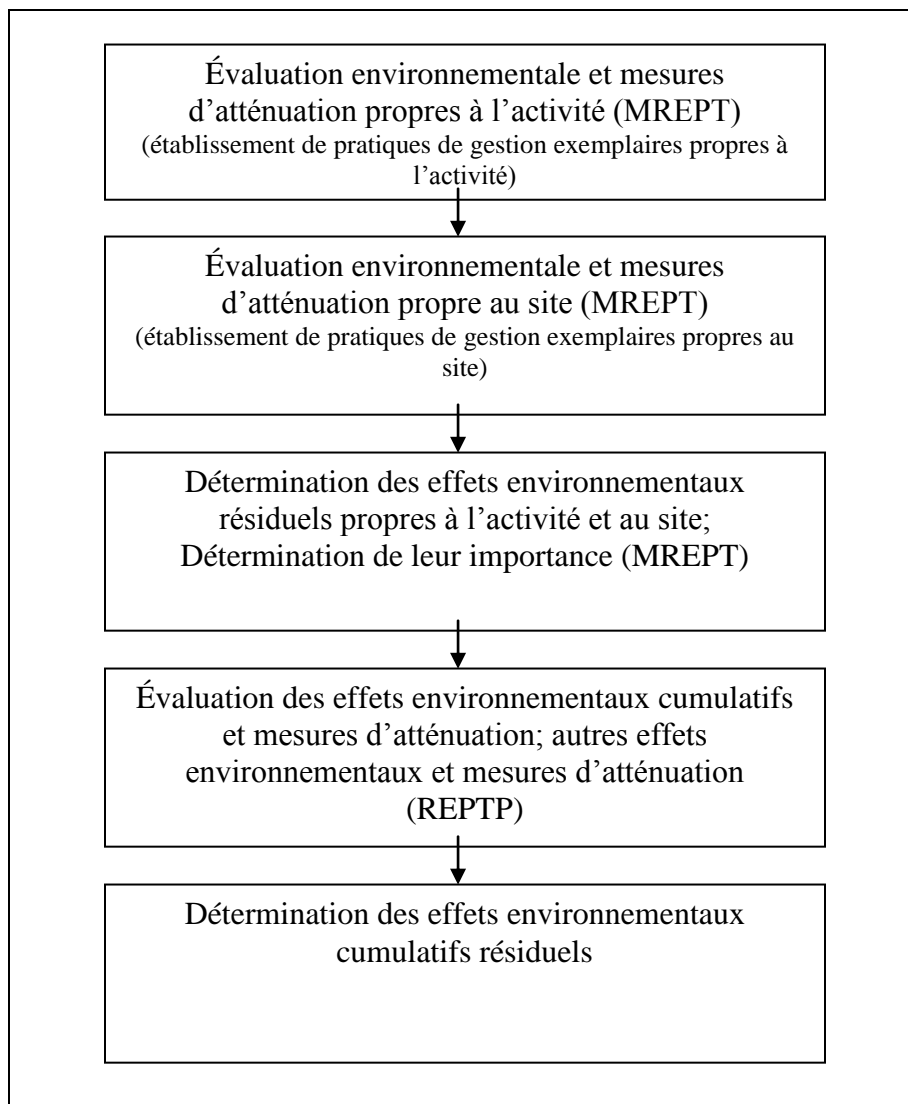 Évaluation environnementale et mesures
d’atténuation propres à l’activité (MREPT)
(établissement de pratiques de gestion exemplaires propres à
l’activité)
Évaluation environnementale et mesures
d’atténuation propre au site (MREPT)
(établissement de pratiques de gestion exemplaires propres au
site)
Détermination des effets environnementaux
résiduels propres à l’activité et au site;
Détermination de leur importance (MREPT)
Évaluation des effets environnementaux cumulatifs
et mesures d’atténuation; autres effets
environnementaux et mesures d’atténuation
(REPTP)
Détermination des effets environnementaux
cumulatifs résiduels